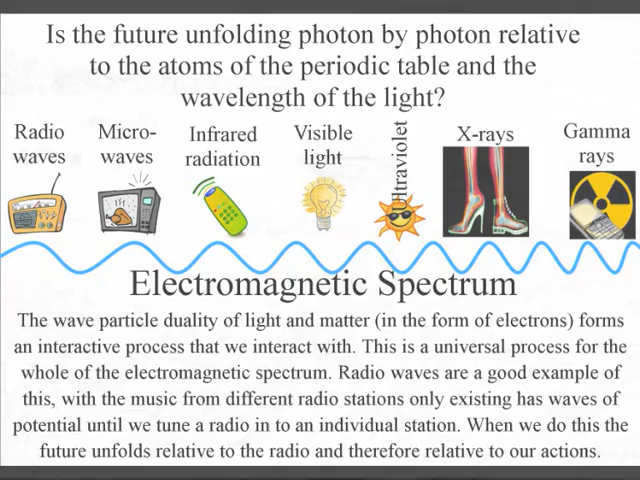 Is the future unfolding photon by photon relative
to the atoms of the periodic table and the
wavelength of the light?
Radio
waves
Micro-
waves
Infrared
radiation
Visible
light
Ultraviolet
X-rays
Gamma
rays
Electromagnetic Spectrum
The wave particle duality of light and matter (in the form of electrons) forms
an interactive process that we interact with. This is a universal process for the
whole of the electromagnetic spectrum. Radio waves are a good example of
this, with the music from different radio stations only existing has waves of
potential until we tune a radio in to an individual station. When we do this the
future unfolds relative to the radio and therefore relative to our actions.